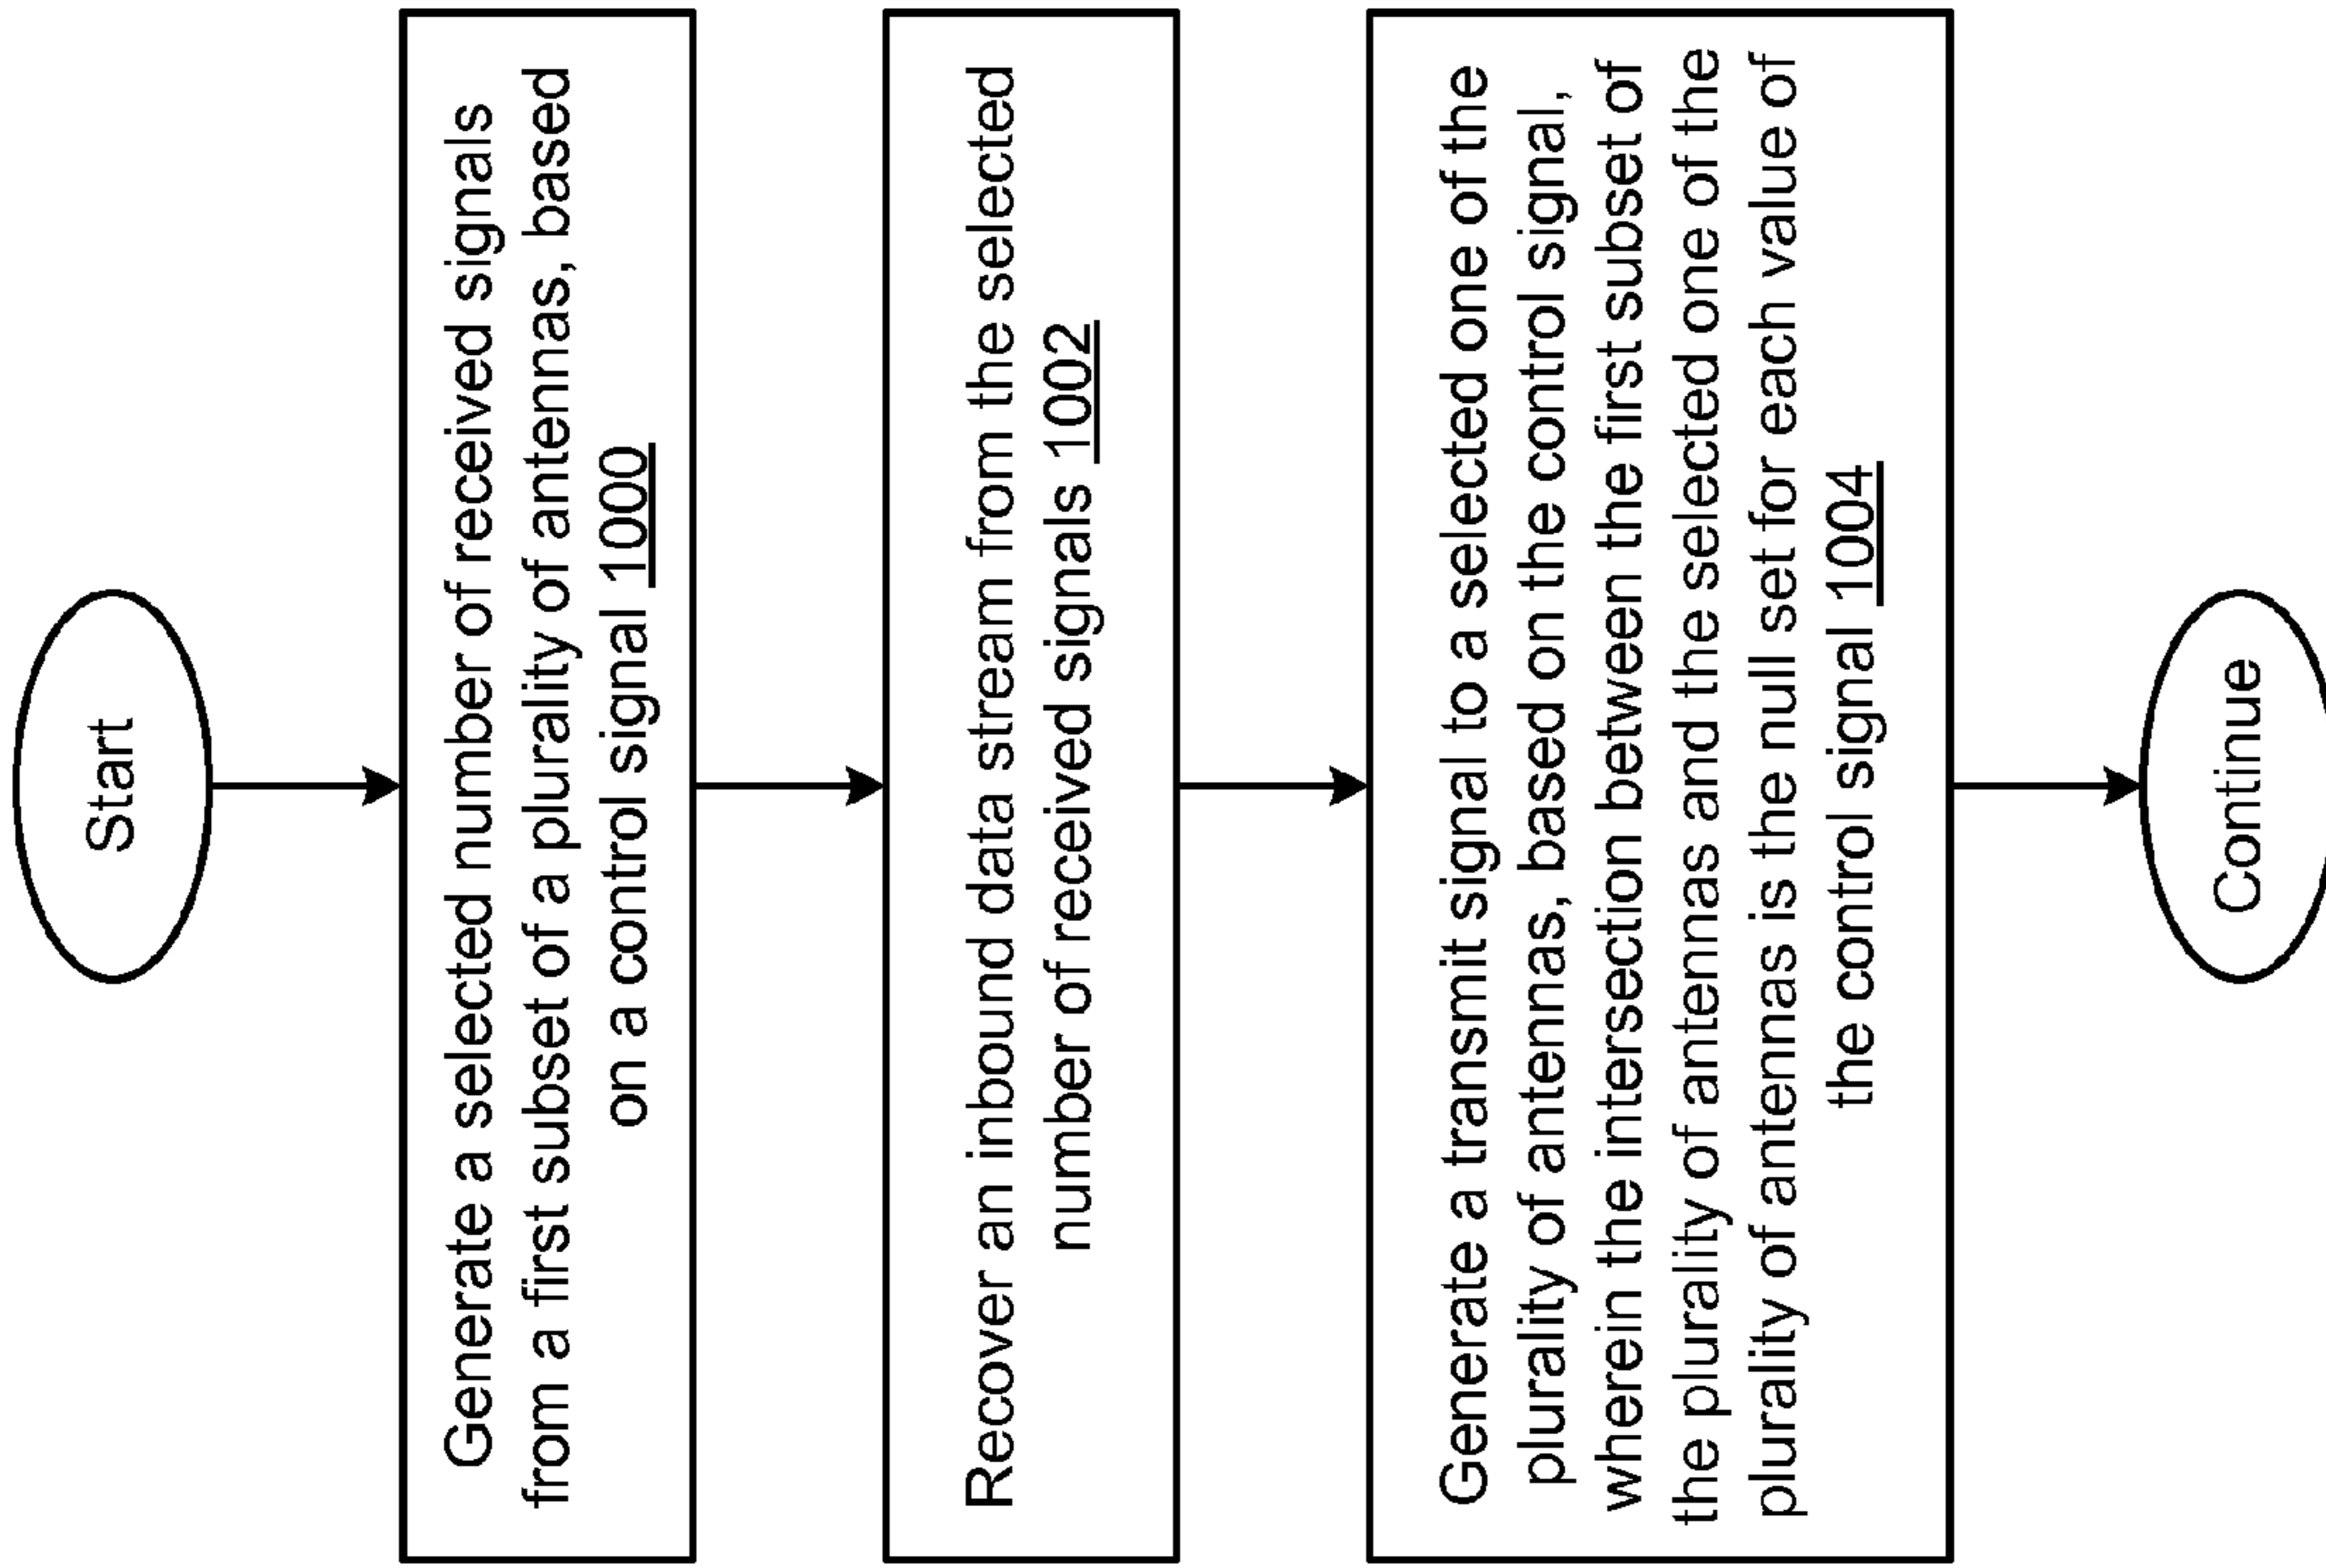 Start
Generate a selected number of received signals
from a first subset of a plurality of antennas, based
on a control signal 1000
Recover an inbound data stream from the selected
number of received signals 1002
Generate a transmit signal to a selected one of the
plurality of antennas, based on the control signal,
wherein the intersection between the first subset of
the plurality of antennas and the selected one of the
plurality of antennas is the null set for each value of
the control signal 1004
Continue